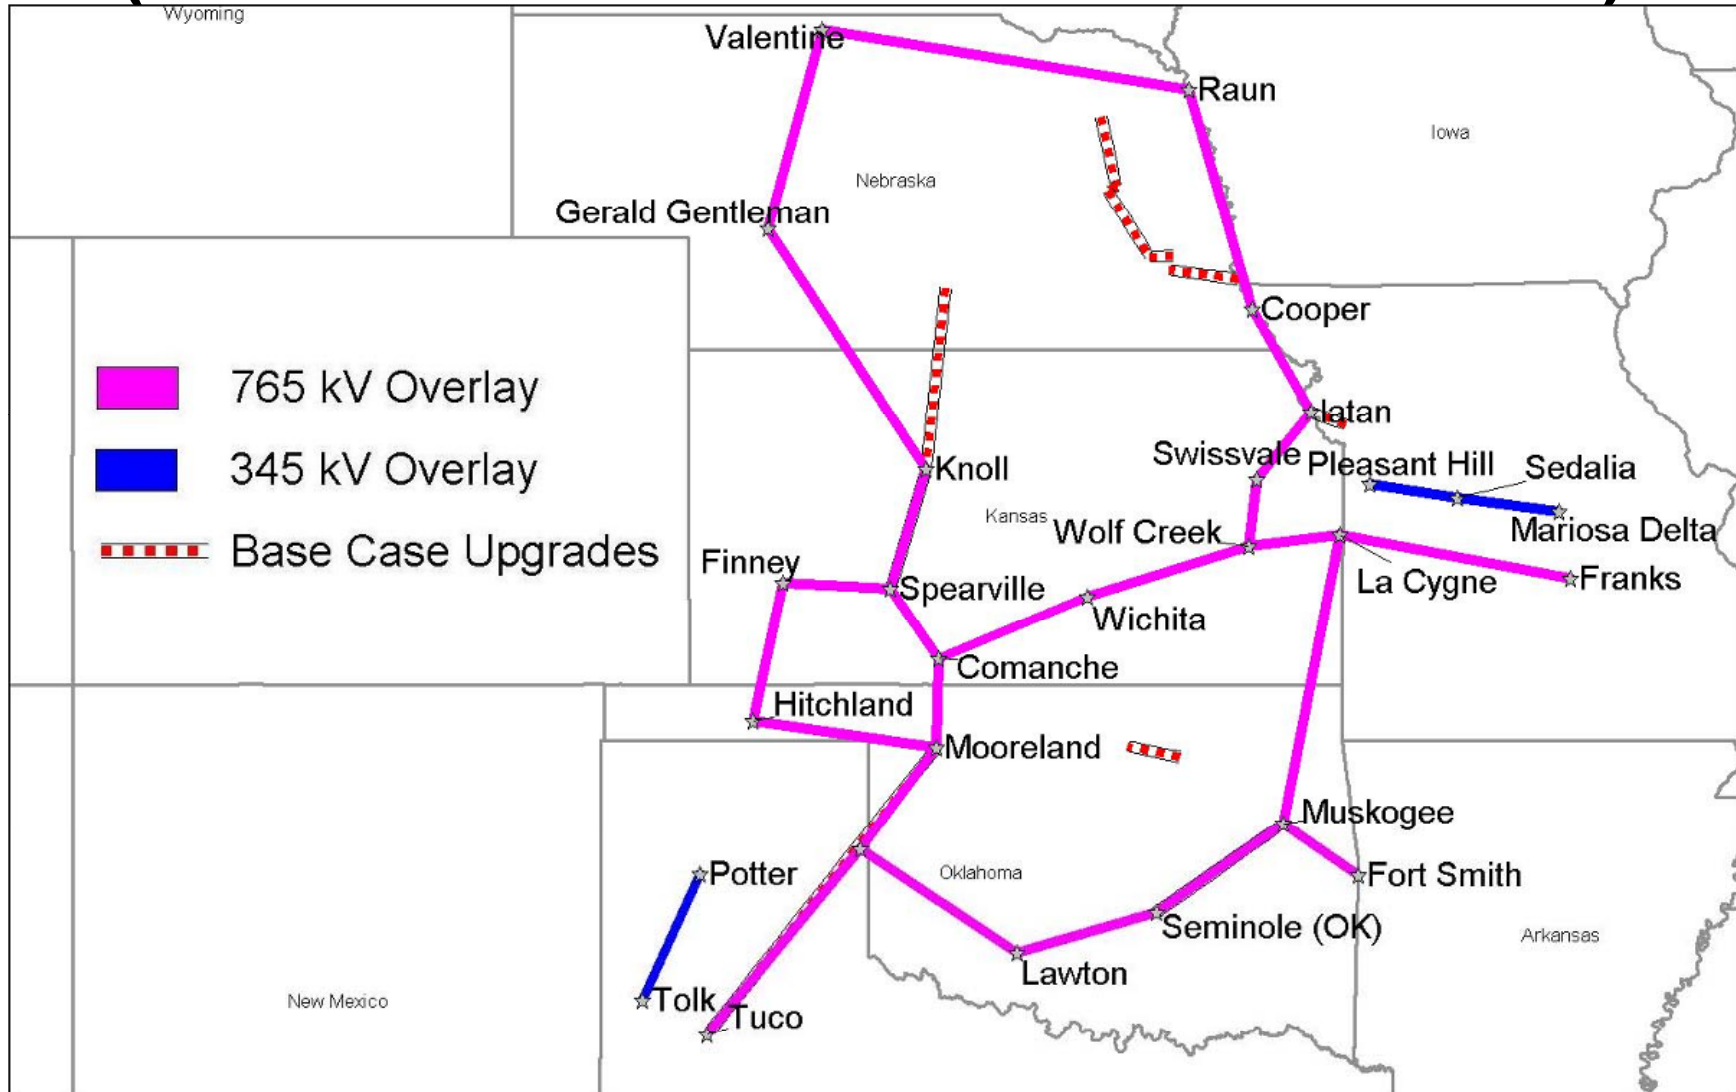 Wyoming
Valentine
Raun
Iowa
Nebraska
Gerald Gentleman
Cooper
765 kV Overlay
Iatan
345 kV Overlay
Swissvale
Pleasant Hill
Sedalia
Knoll
Kansas
Wolf Creek
Mariosa Delta
Base Case Upgrades
Finney
Spearville
La Cygne
Franks
Wichita
Comanche
Hitchland
Mooreland
Muskogee
Potter
Oklahoma
Fort Smith
Seminole (OK)
Arkansas
Lawton
New Mexico
Tolk
Tuco